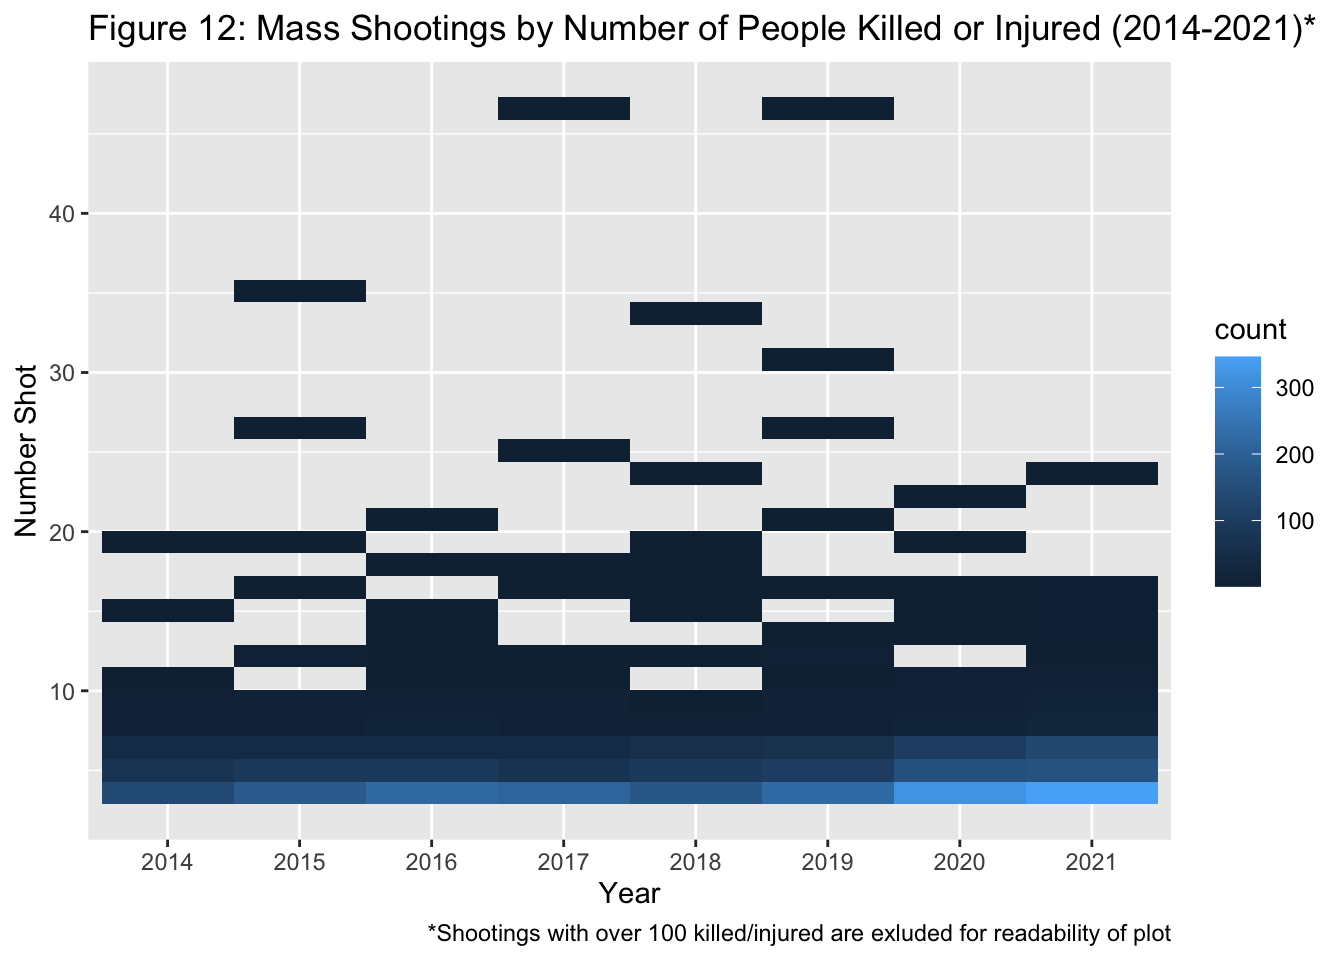 Figure 12: Mass Shootings by Number of People Killed or Injured (2014-2021)*
Number Shot
40
30
20
10
2014 2015 2016 2017 2018 2019 2020 2021
Year
count
300
200
100
*Shootings with over 100 killed/injured are exluded for readability of plot